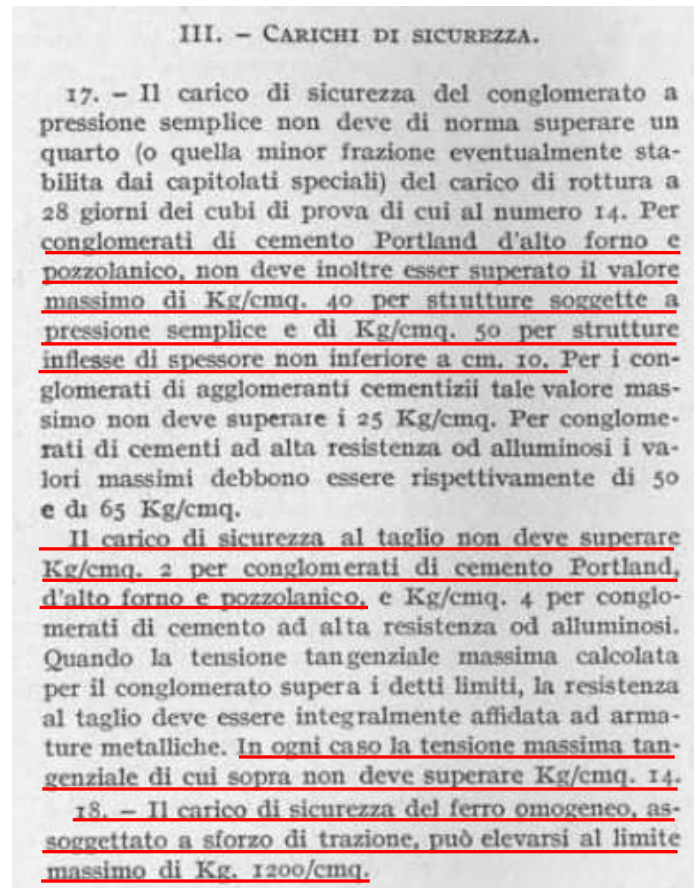 III. – CARICHI DI SICUREZZA.
17. – Il carico di sicurezza del conglomerato a
pressione semplice non deve di norma superare un
quarto (o quella minor frazione eventualmente sta-
bilita dai capitolati speciali) del carico di rottura a
28 giorni dei cubi di prova di cui al numero 14. Per
conglomerati di cemento Portland d'alto forno e
pozzolanico, non deve inoltre esser superato il valore
massimo di Kg/cmq. 40 per strutture soggette a
pressione semplice e di Kg/cmq. 50 per strutture
inflesse di spessore non inferiore a cm. 10. Per i con-
glomerati di agglomeranti cementizii tale valore mas-
simo non deve superare i 25 Kg/cmq. Per conglome-
rati di cementi ad alta resistenza od alluminosi i va-
lori massimi debbono essere rispettivamente di 50
e di 65 Kg/cmq.
Il carico di sicurezza al taglio non deve superare
Kg/cmq. 2 per conglomerati di cemento Portland,
d'alto forno e pozzolanico, e Kg/cmq. 4 per conglo-
merati di cemento ad alta resistenza od alluminosi.
Quando la tensione tangenziale massima calcolata
per il conglomerato supera i detti limiti, la resistenza
al taglio deve essere integralmente affidata ad arma-
ture metalliche. In ogni caso la tensione massima tan-
genziale di cui sopra non deve superare Kg/cmq. 14.
18. – Il carico di sicurezza del ferro omogeneo, as-
soggettato a sforzo di trazione, può elevarsi al limite
massimo di Kg. 1200/cmq.